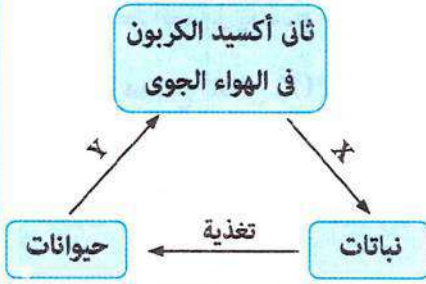 ثانى أكسيد الكربون
فى الهواء الجوى
X
Y
تغذية
نباتات
حيوانات